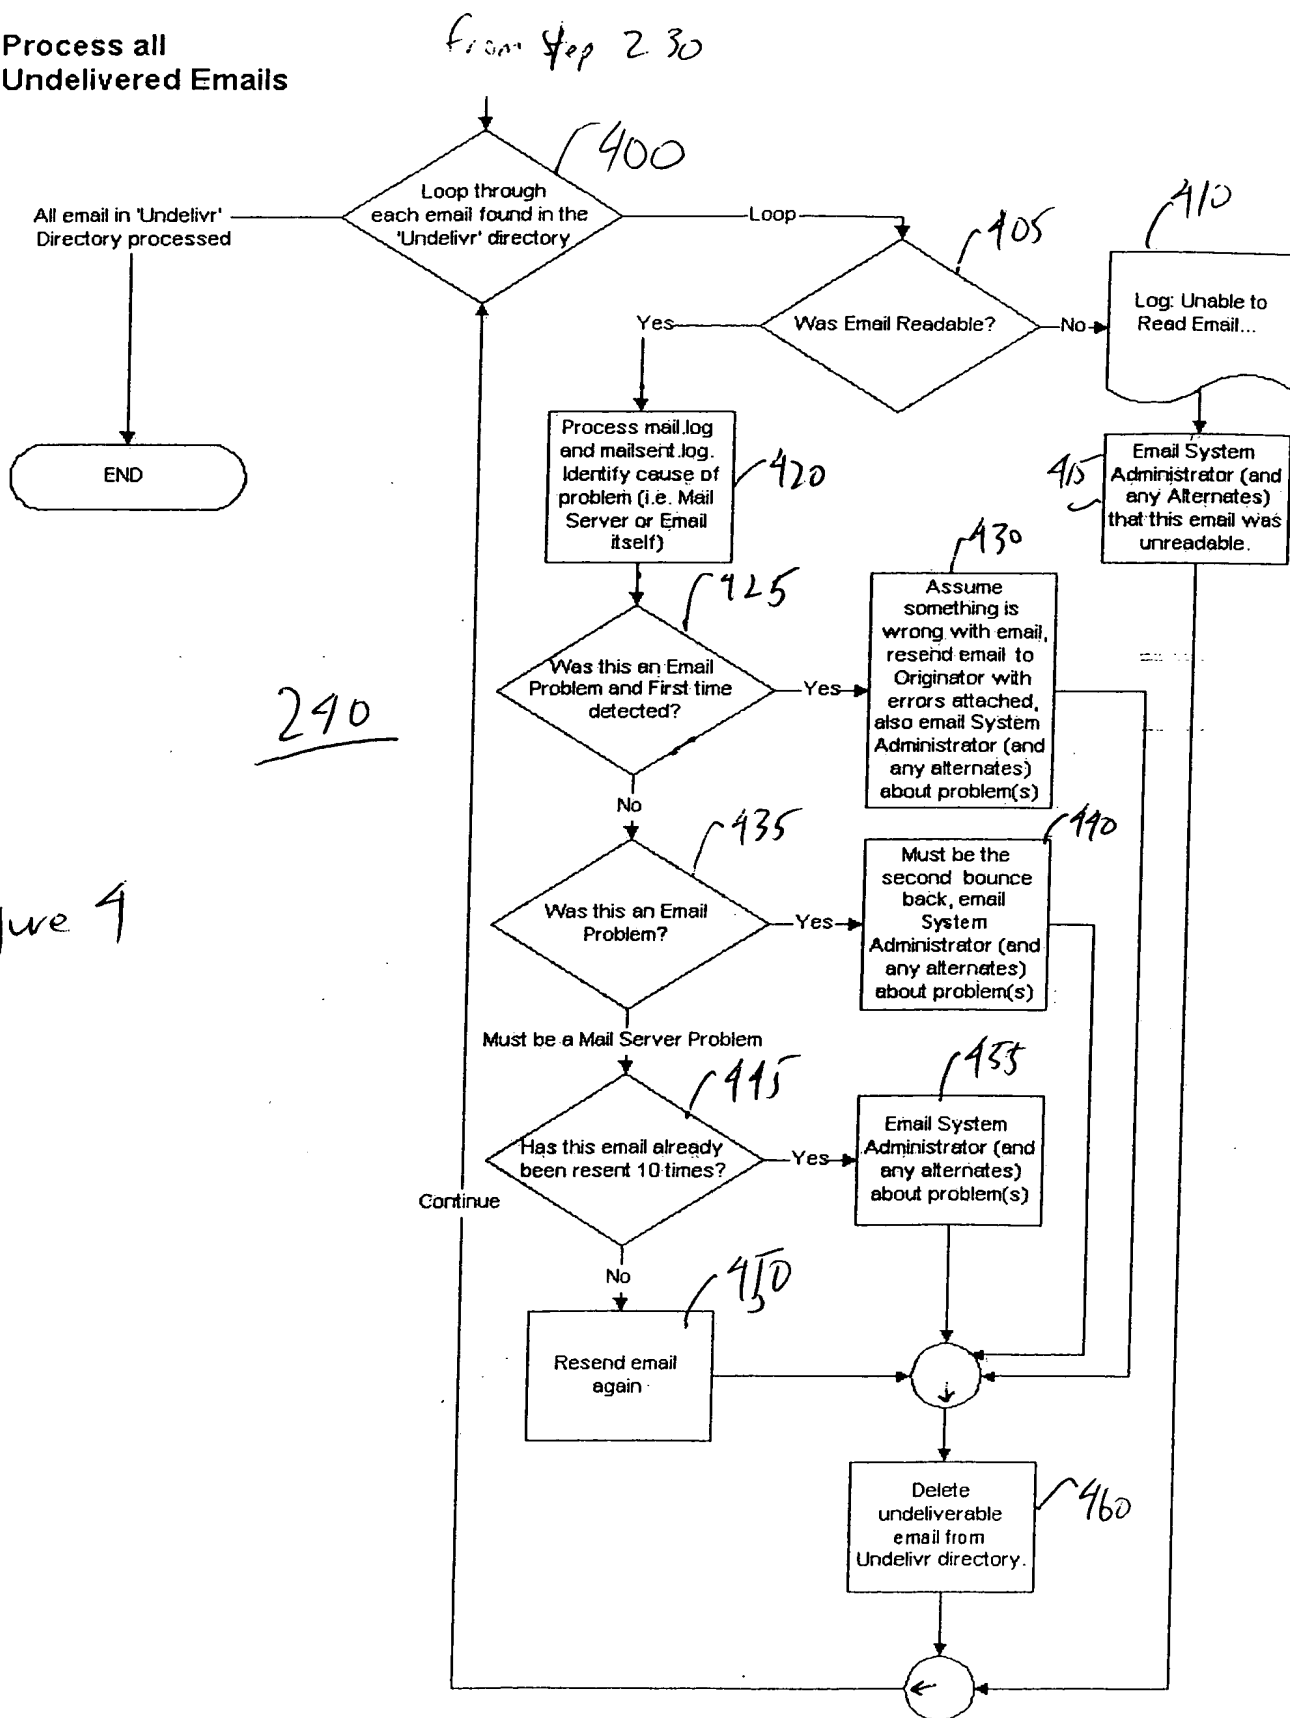 Process all
Undelivered Emails
from step 230
400
Loop through
each email found in the
'Undelivr' directory
All email in 'Undelivr'
Directory processed
Loop
405
410
Was Email Readable?
Yes
No
Log: Unable to
Read Email...
END
Process mail.log
and mailsent.log.
Identify cause of
problem (i.e. Mail
Server or Email
itself)
420
415
Email System
Administrator (and
any Alternates)
that this email was
unreadable.
425
430
Was this an Email
Problem and First time
detected?
Yes
Assume
something is
wrong with email,
resend email to
Originator with
errors attached,
also email System
Administrator (and
any alternates)
about problem(s)
240
No
435
440
Was this an Email
Problem?
Yes
Must be the
second bounce
back, email
System
Administrator (and
any alternates)
about problem(s)
gure 4
Must be a Mail Server Problem
445
455
Has this email already
been resent 10 times?
Yes
Email System
Administrator (and
any alternates)
about problem(s)
Continue
No
450
Resend email
again
Delete
undeliverable
email from
Undelivr directory.
460